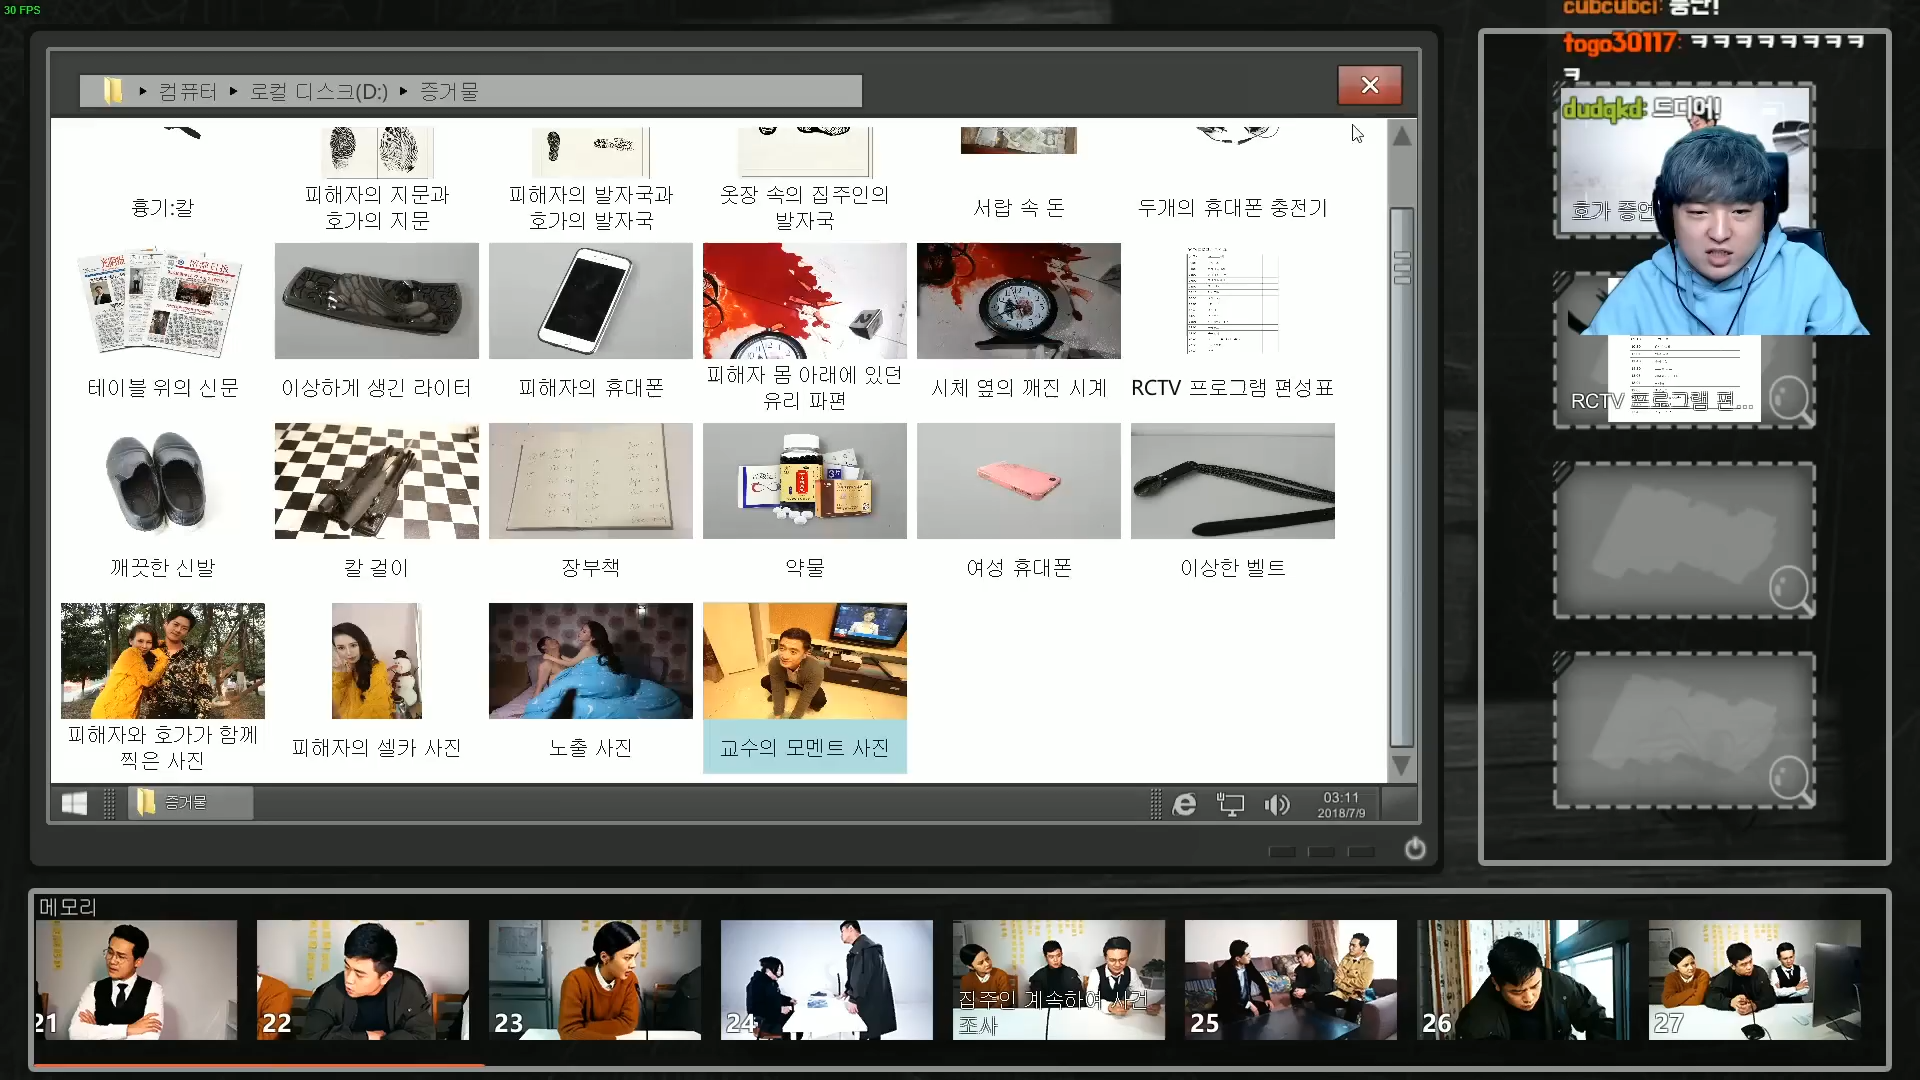 30 FPS
cubcubci: 풍년!
togo30117: ㅋㅋㅋㅋㅋㅋㅋㅋ
ㅋ
dudqkd: 드디어!
컴퓨터 로컬 디스크(D:) 증거물
흉기:칼
피해자의 지문과
호가의 지문
피해자의 발자국과
호가의 발자국
옷장 속의 집주인의
발자국
서랍 속 돈
두개의 휴대폰 충전기
테이블 위의 신문
이상하게 생긴 라이터
피해자의 휴대폰
피해자 몸 아래에 있던
유리 파편
시체 옆의 깨진 시계
RCTV 프로그램 편성표
깨끗한 신발
칼 걸이
장부책
약물
여성 휴대폰
이상한 벨트
피해자와 호가가 함께
찍은 사진
피해자의 셀카 사진
노출 사진
교수의 모멘트 사진
증거물
03:11
2018/7/9
호가 증언
RCTV 프로그램 편...
메모리
21
22
23
24
집주인 계속하여 사건
조사
25
26
27